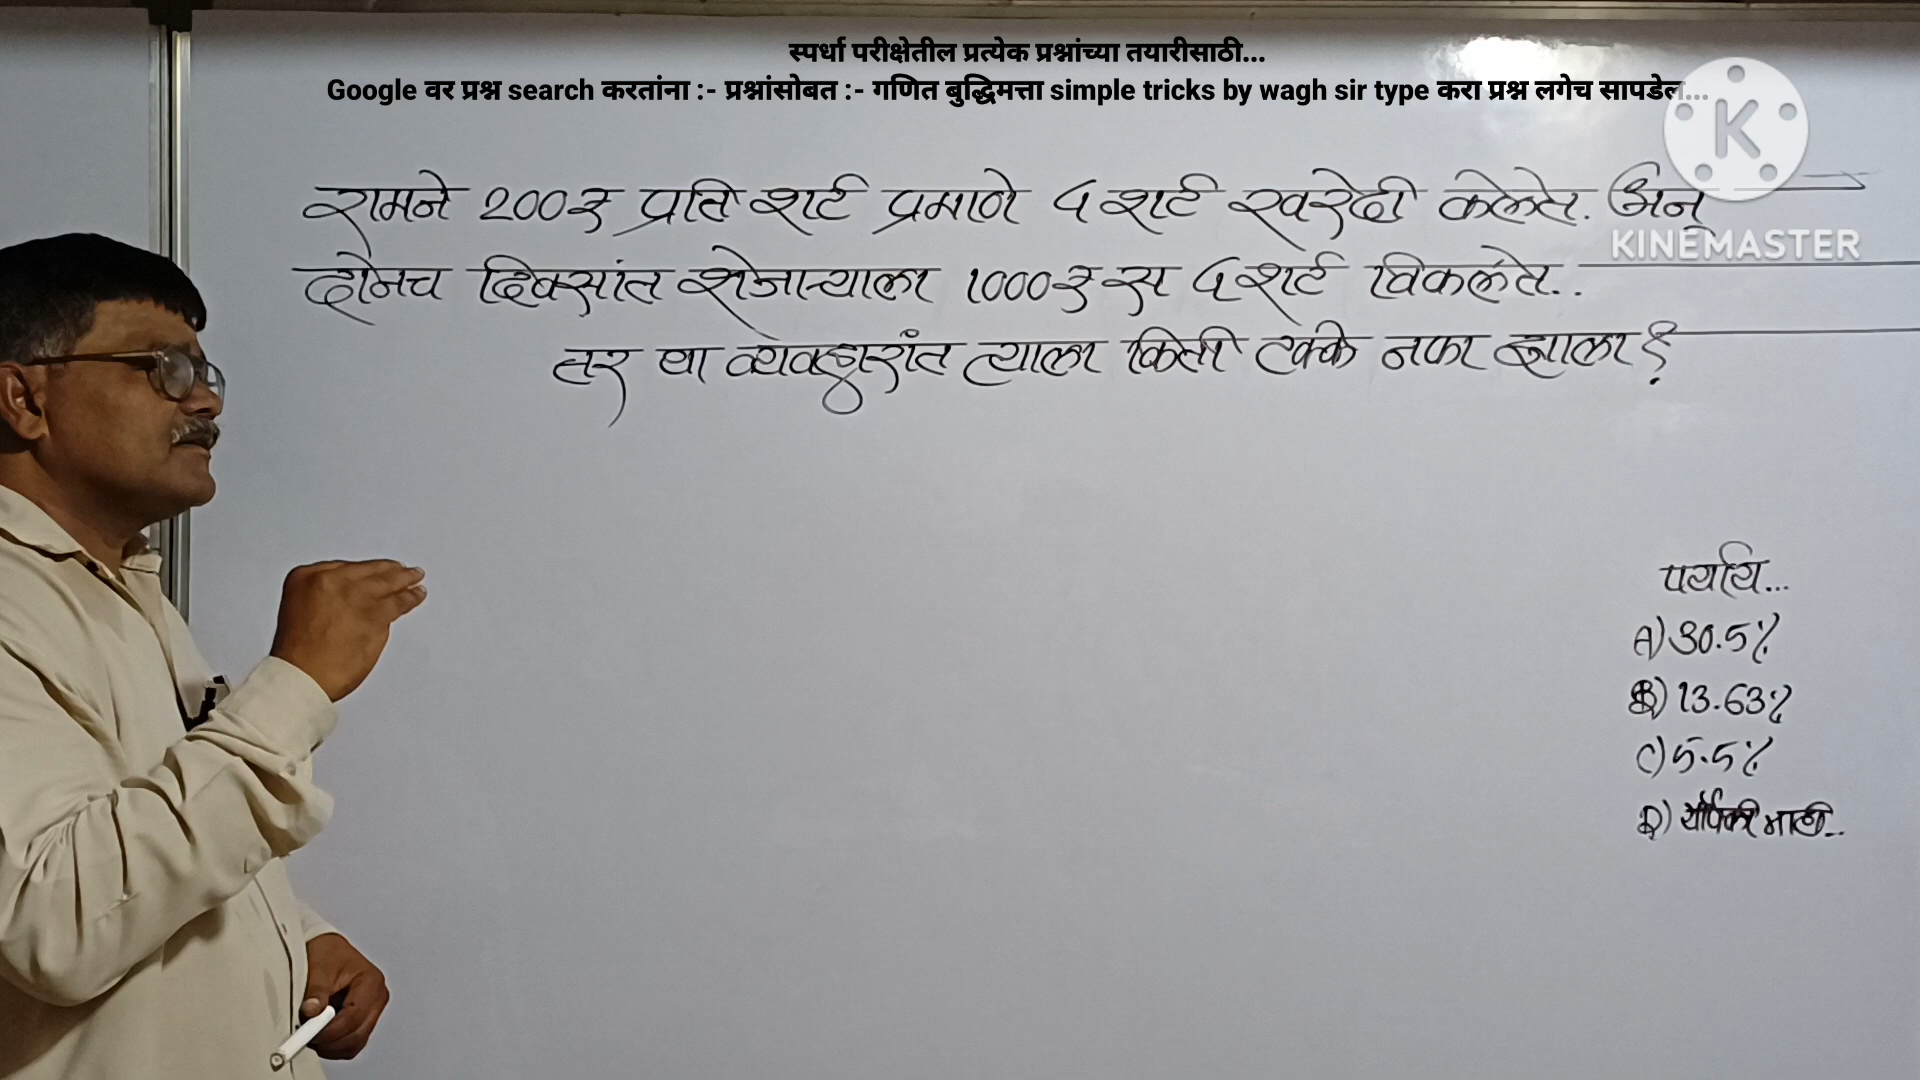 स्पर्धा परीक्षेतील प्रत्येक प्रश्नांच्या तयारीसाठी...
Google वर प्रश्न search करतांना :- प्रश्नांसोबत :- गणित बुद्धिमत्ता simple tricks by wagh sir type करा प्रश्न लगेच सापडेल...
K
KINEMASTER
रामने 200रु प्रति शर्ट प्रमाणे ५ शर्ट खरेदी केलेत. अन्
दोनच दिवसांत शेजाऱ्याला 1000रु स ५ शर्ट विकलेत..
तर या व्यवहारांत त्याला किती टक्के नफा झाला?
पर्याय...
A) 30.5%
B) 13.63%
C) 5.5%
D) यांपैकी नाही..